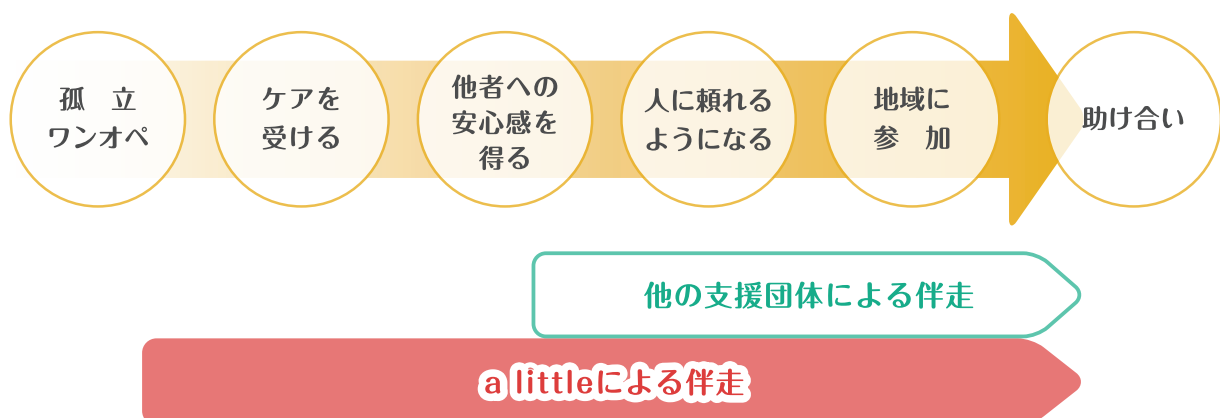 孤　立
ワンオペ
ケアを
受ける
他者への
安心感を
得る
人に頼れる
ようになる
地域に
参　加
助け合い
他の支援団体による伴走
a littleによる伴走